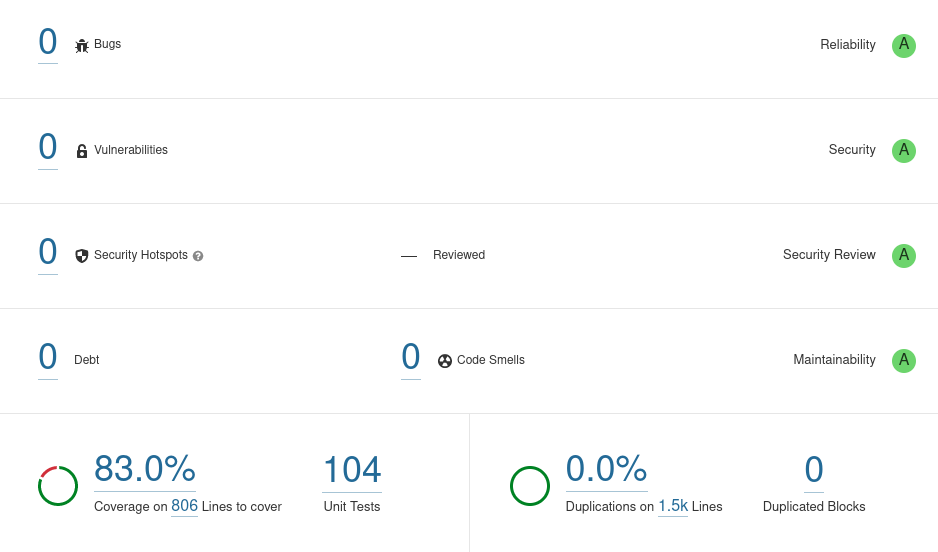 0 Bugs Reliability A
0 Vulnerabilities Security A
0 Security Hotspots ? — Reviewed Security Review A
0 Debt 0 Code Smells Maintainability A
83.0% 104 0.0% 0
Coverage on 806 Lines to cover Unit Tests Duplications on 1.5k Lines Duplicated Blocks